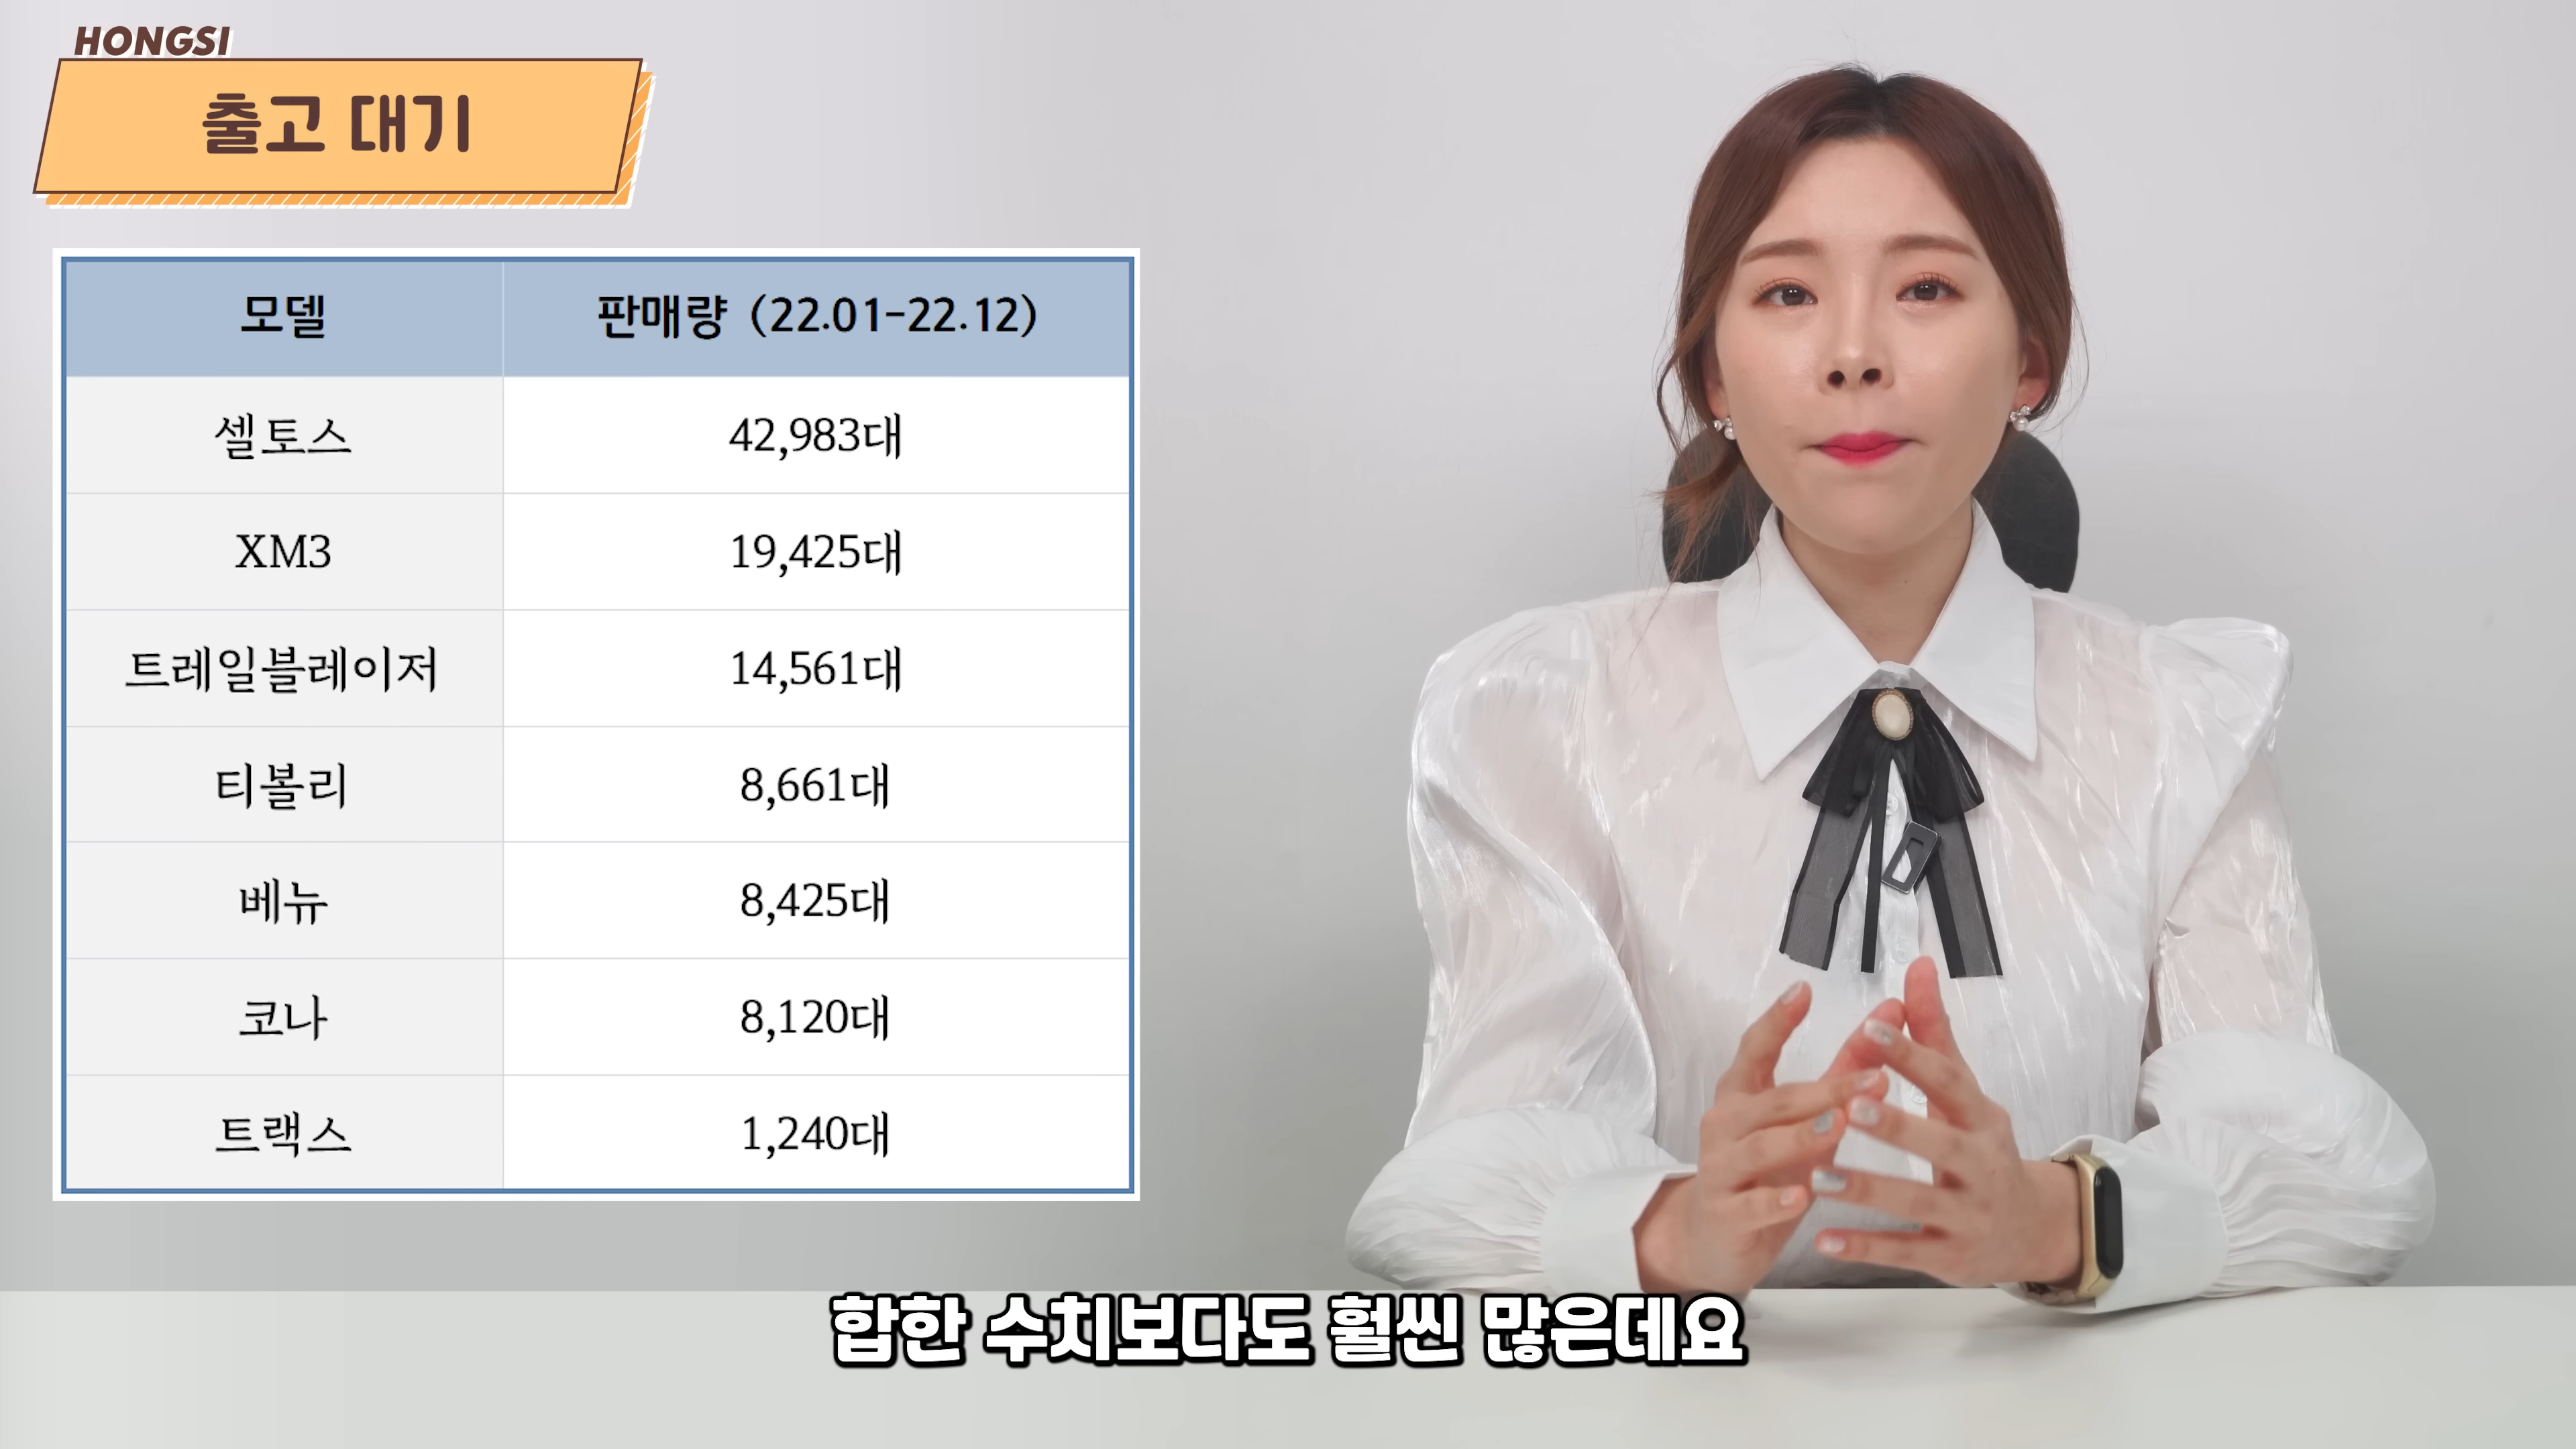 HONGSI
출고 대기
모델 판매량 (22.01-22.12)
셀토스 42,983대
XM3 19,425대
트레일블레이저 14,561대
티볼리 8,661대
베뉴 8,425대
코나 8,120대
트랙스 1,240대
합한 수치보다도 훨씬 많은데요